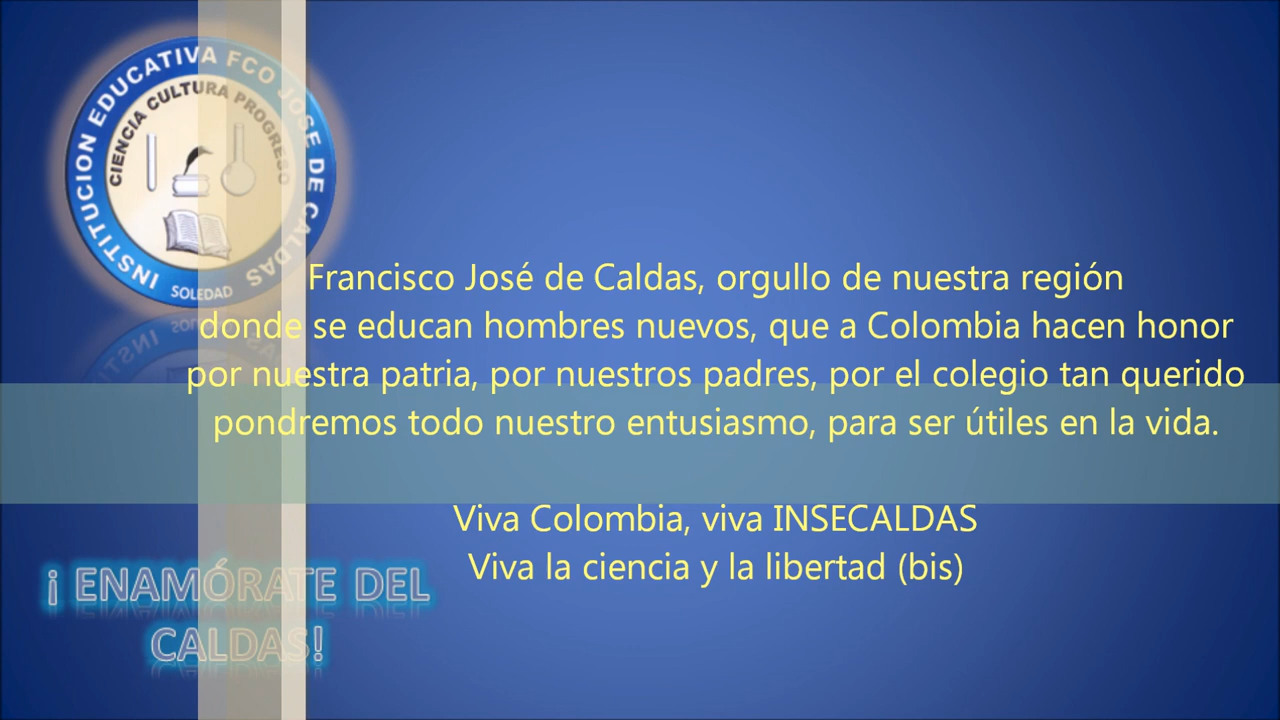 INSTITUCION EDUCATIVA FCO JOSE DE CALDAS
CIENCIA CULTURA PROGRESO
SOLEDAD
Francisco José de Caldas, orgullo de nuestra región
donde se educan hombres nuevos, que a Colombia hacen honor
por nuestra patria, por nuestros padres, por el colegio tan querido
pondremos todo nuestro entusiasmo, para ser útiles en la vida.
Viva Colombia, viva INSECALDAS
Viva la ciencia y la libertad (bis)
¡ ENAMÓRATE DEL
CALDAS!